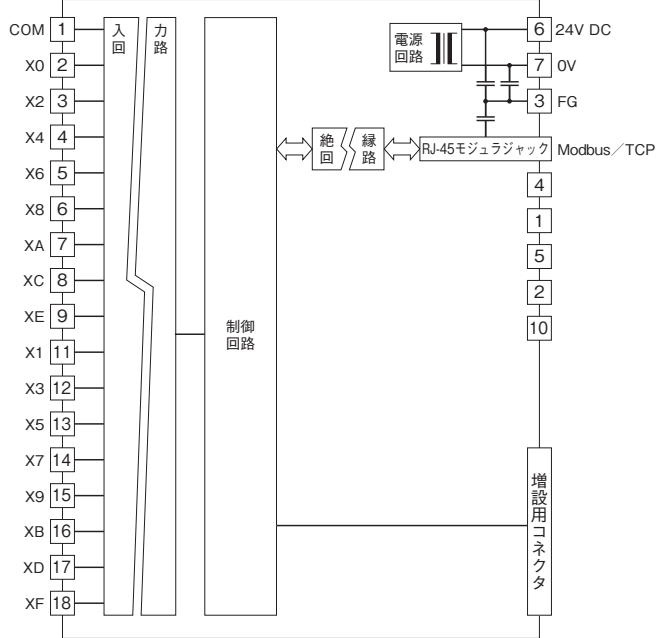 COM 1
X0 2
X2 3
X4 4
X6 5
X8 6
XA 7
XC 8
XE 9
X1 11
X3 12
X5 13
X7 14
X9 15
XB 16
XD 17
XF 18
入力
回路
制御
回路
絶縁
回路
電源
回路
6 24V DC
7 0V
3 FG
RJ-45モジュラジャック Modbus／TCP
4
1
5
2
10
増設用コネクタ